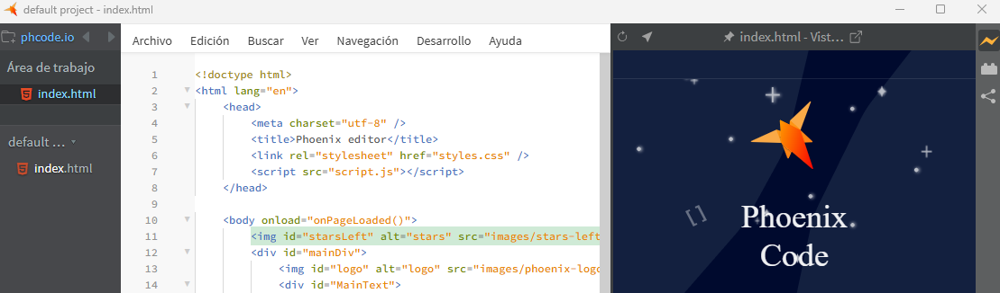 default project - index.html
phcode.io
Archivo Edición Buscar Ver Navegación Desarrollo Ayuda
index.html - Vist...
Área de trabajo
index.html
default ...
index.html
1 <!doctype html>
2 <html lang="en">
3 <head>
4 <meta charset="utf-8" />
5 <title>Phoenix editor</title>
6 <link rel="stylesheet" href="styles.css" />
7 <script src="script.js"></script>
8 </head>
9
10 <body onload="onPageLoaded()">
11 <img id="starsLeft" alt="stars" src="images/stars-left
12 <div id="mainDiv">
13 <img id="logo" alt="logo" src="images/phoenix-logo
14 <div id="MainText">
[ ]
Phoenix
Code